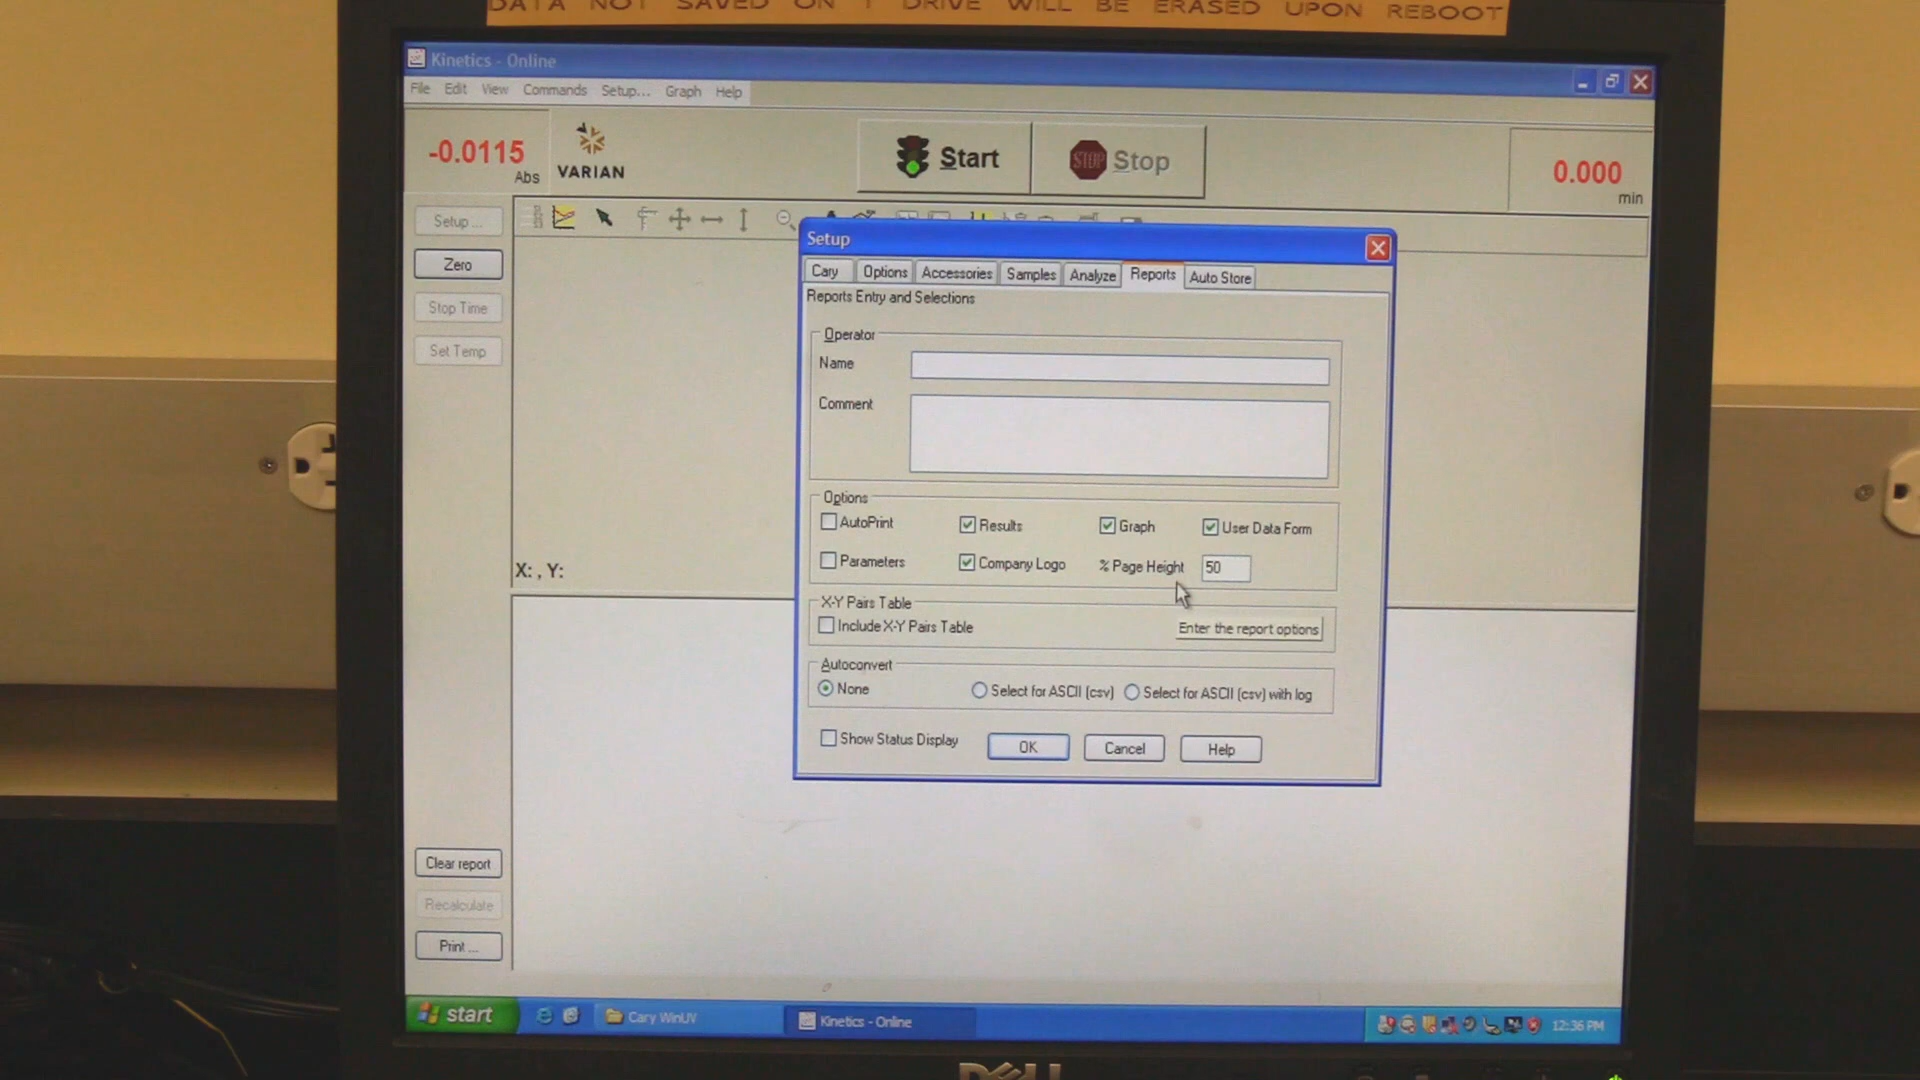 DATA NOT SAVED ON T DRIVE WILL BE ERASED UPON REBOOT
Kinetics - Online
File Edit View Commands Setup... Graph Help
-0.0115
Abs
VARIAN
Start
STOP Stop
0.000
min
Setup ...
Zero
Stop Time
Set Temp
Setup
Cary Options Accessories Samples Analyze Reports Auto Store
Reports Entry and Selections
Operator
Name
Comment
Options
AutoPrint Results Graph User Data Form
Parameters Company Logo % Page Height 50
X: , Y:
X-Y Pairs Table
Include X-Y Pairs Table
Enter the report options
Autoconvert
None Select for ASCII (csv) Select for ASCII (csv) with log
Show Status Display OK Cancel Help
Clear report
Recalculate
Print ...
start Cary WinUV Kinetics - Online 12:36 PM
DELL